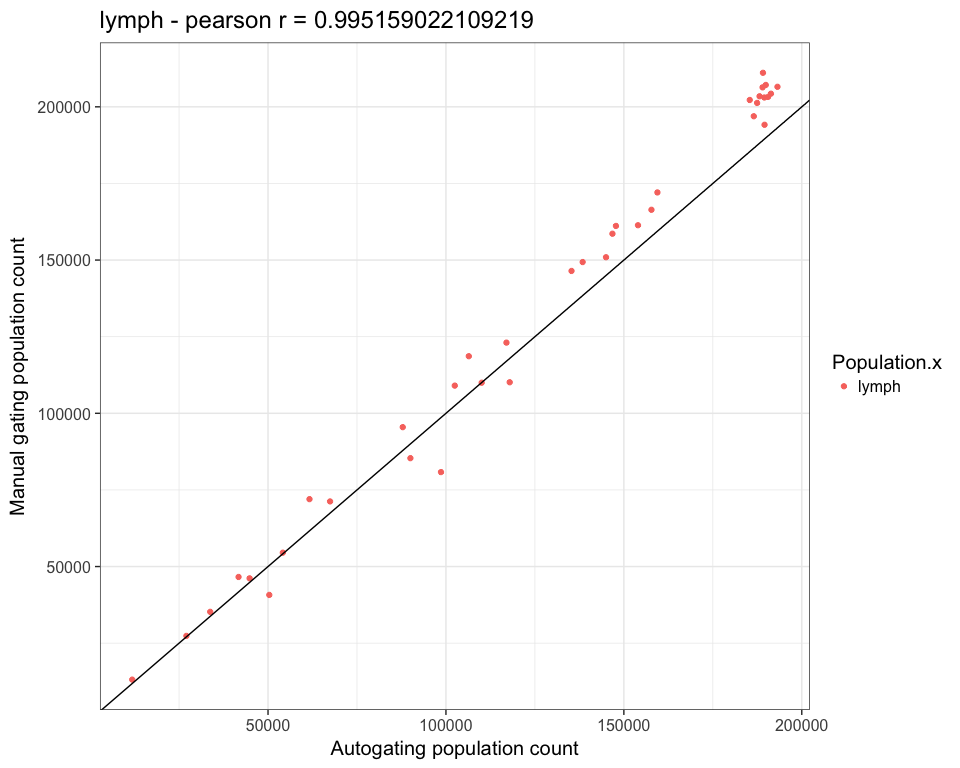 lymph - pearson r = 0.995159022109219
Manual gating population count
200000
150000
100000
50000
50000
100000
150000
200000
Autogating population count
Population.x
lymph